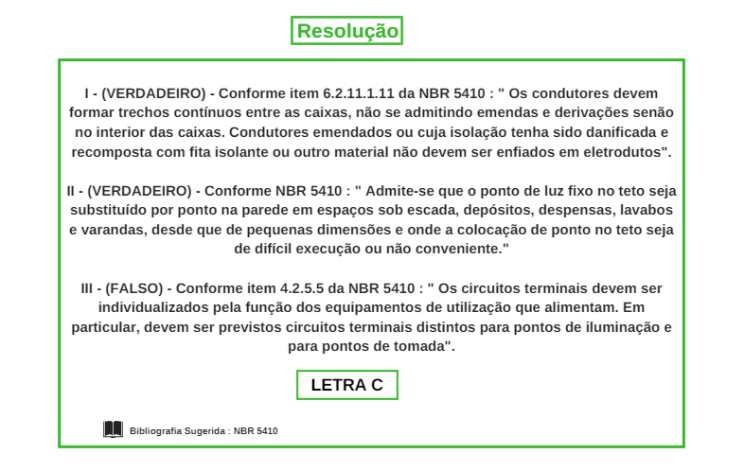 Resolução
I - (VERDADEIRO) - Conforme item 6.2.11.1.11 da NBR 5410 : " Os condutores devem
formar trechos contínuos entre as caixas, não se admitindo emendas e derivações senão
no interior das caixas. Condutores emendados ou cuja isolação tenha sido danificada e
recomposta com fita isolante ou outro material não devem ser enfiados em eletrodutos".
II - (VERDADEIRO) - Conforme NBR 5410 : " Admite-se que o ponto de luz fixo no teto seja
substituído por ponto na parede em espaços sob escada, depósitos, despensas, lavabos
e varandas, desde que de pequenas dimensões e onde a colocação de ponto no teto seja
de difícil execução ou não conveniente."
III - (FALSO) - Conforme item 4.2.5.5 da NBR 5410 : " Os circuitos terminais devem ser
individualizados pela função dos equipamentos de utilização que alimentam. Em
particular, devem ser previstos circuitos terminais distintos para pontos de iluminação e
para pontos de tomada".
LETRA C
Bibliografia Sugerida : NBR 5410